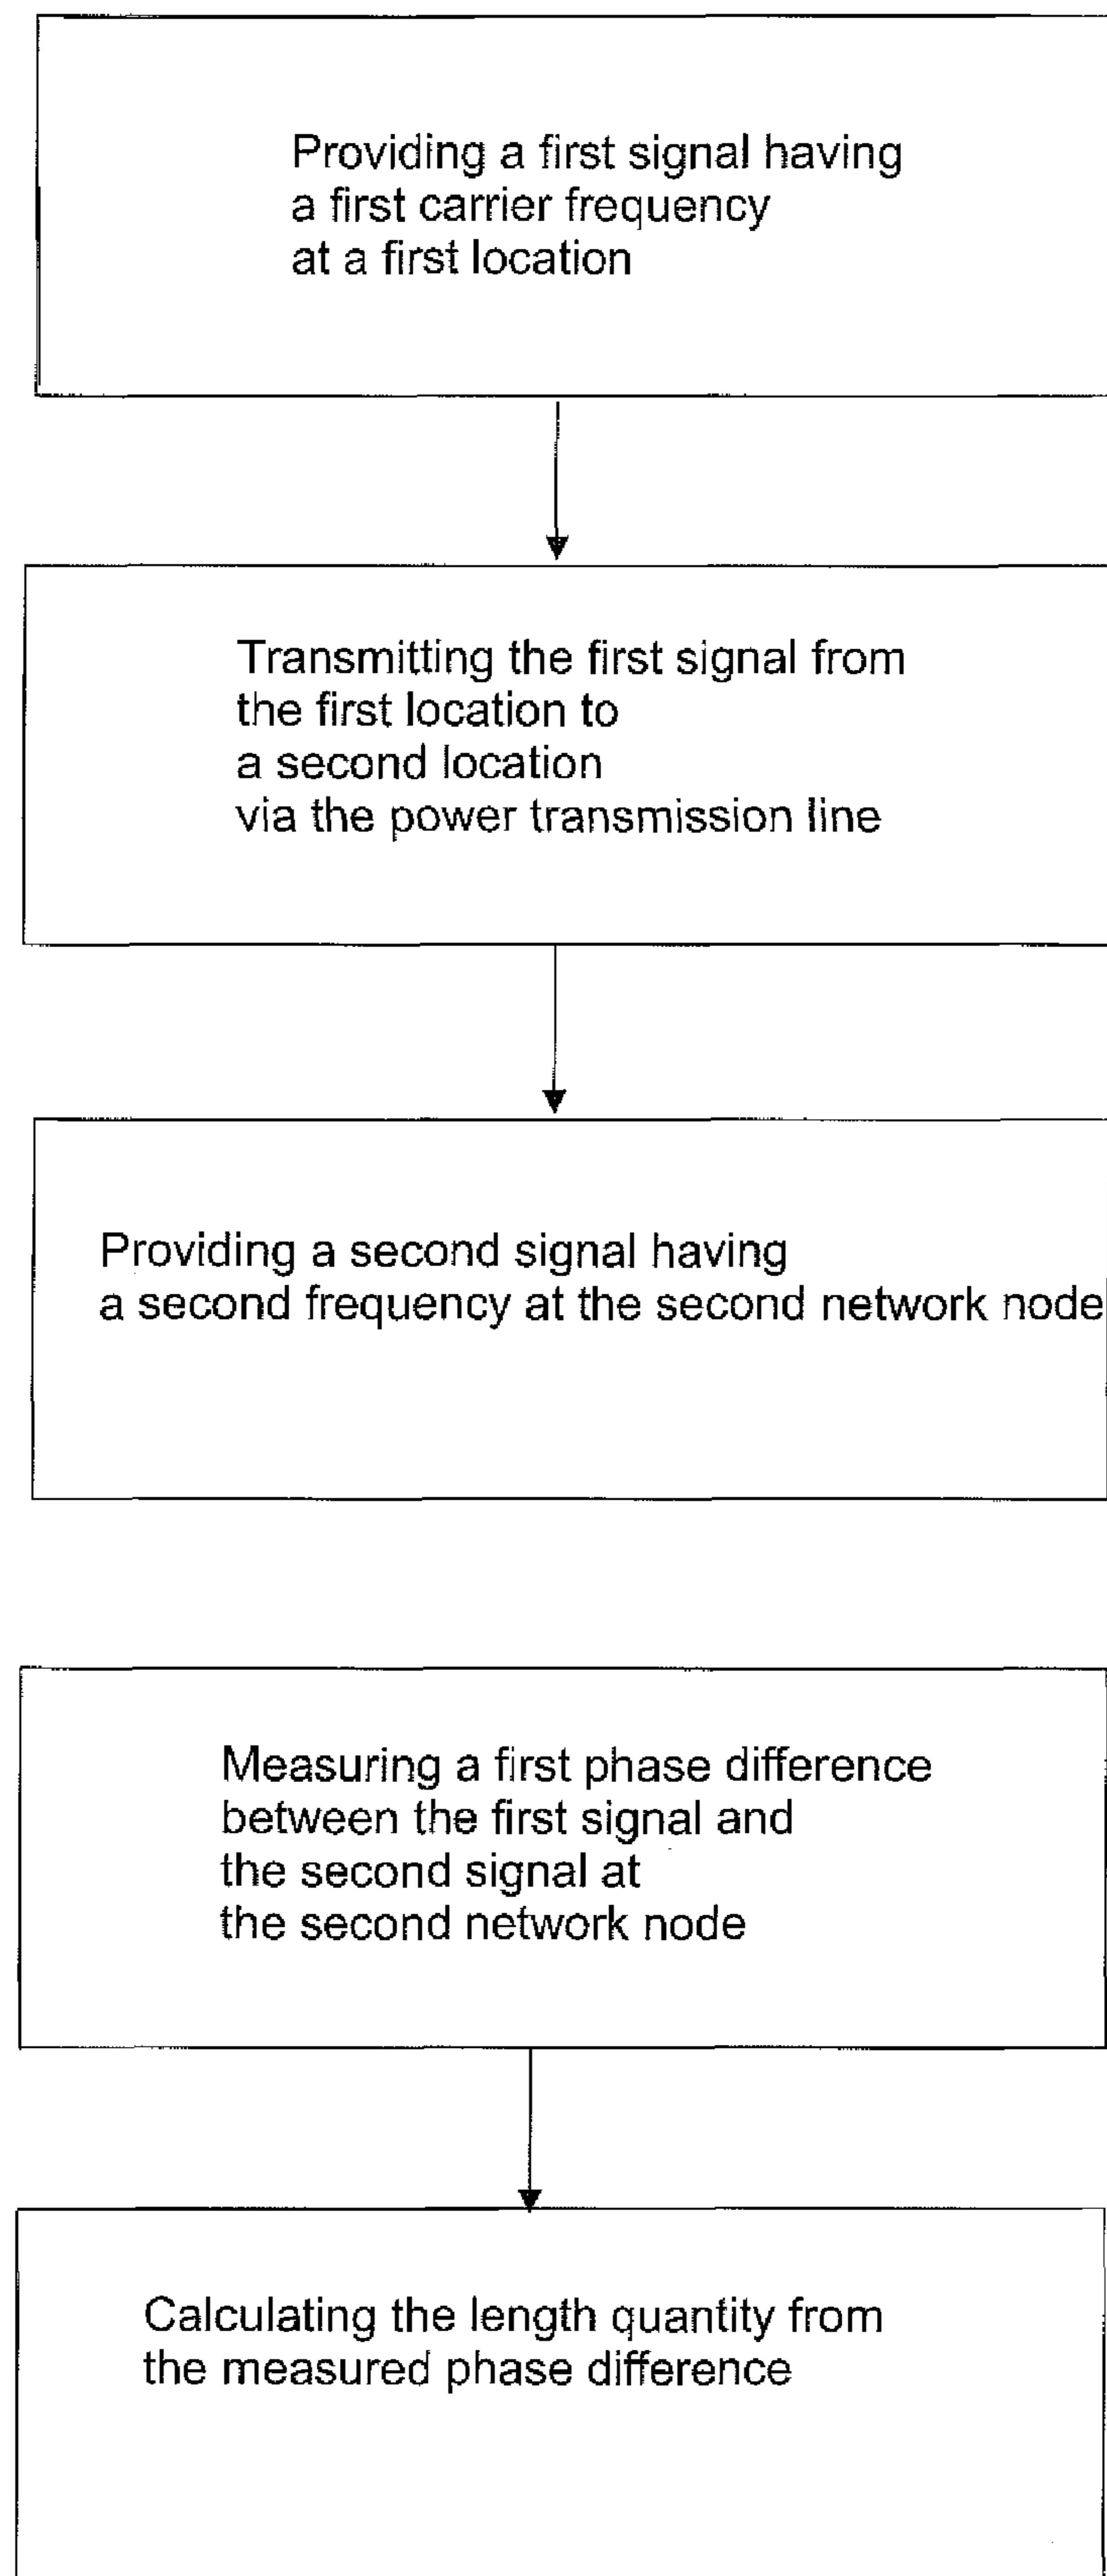 Providing a first signal having
a first carrier frequency
at a first location
Transmitting the first signal from
the first location to
a second location
via the power transmission line
Providing a second signal having
a second frequency at the second network node
Measuring a first phase difference
between the first signal and
the second signal at
the second network node
Calculating the length quantity from
the measured phase difference